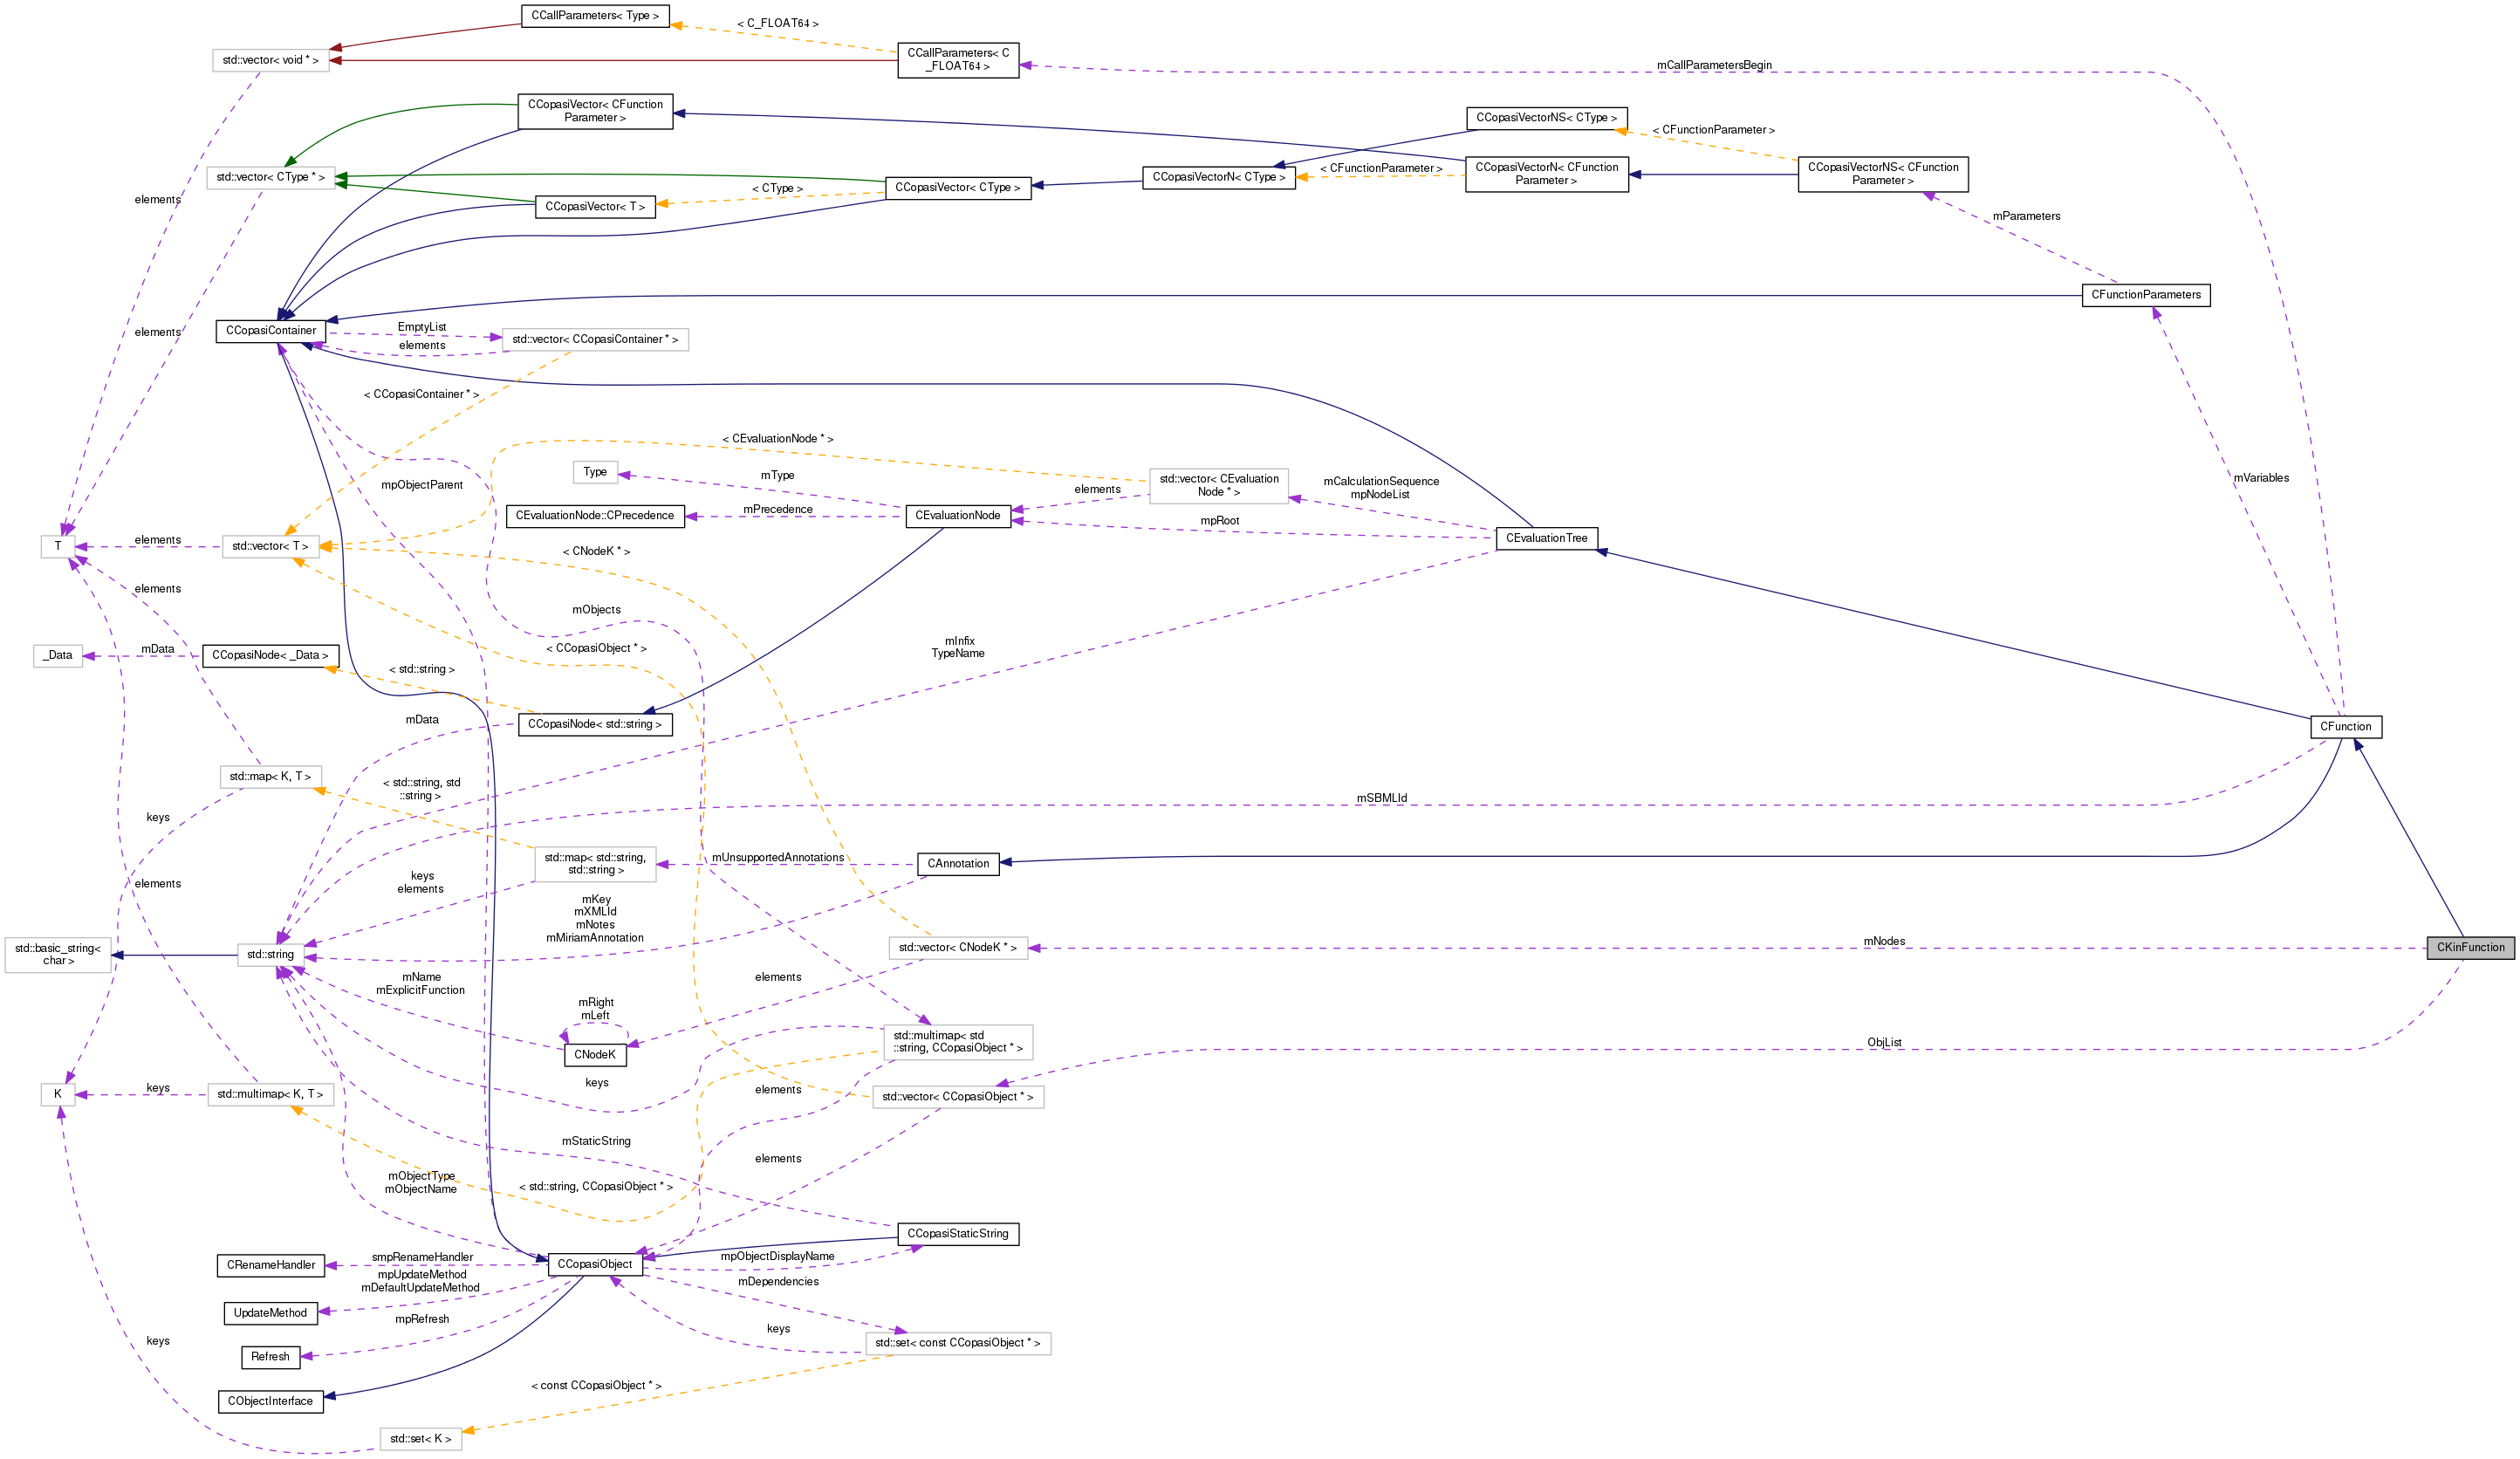 CCallParameters< Type >
< C_FLOAT64 >
CCallParameters< C
_FLOAT64 >
std::vector< void * >
mCallParametersBegin
CCopasiVector< CFunction
Parameter >
CCopasiVectorNS< CType >
< CFunctionParameter >
std::vector< CType * >
CCopasiVector< T >
< CType >
CCopasiVector< CType >
CCopasiVectorN< CType >
< CFunctionParameter >
CCopasiVectorN< CFunction
Parameter >
CCopasiVectorNS< CFunction
Parameter >
elements
mParameters
CFunctionParameters
elements
CCopasiContainer
EmptyList
elements
std::vector< CCopasiContainer * >
< CCopasiContainer * >
< CEvaluationNode * >
mpObjectParent
Type
mType
CEvaluationNode::CPrecedence
mPrecedence
CEvaluationNode
elements
std::vector< CEvaluation
Node * >
mCalculationSequence
mpNodeList
mpRoot
CEvaluationTree
mVariables
T
elements
std::vector< T >
< CNodeK * >
elements
mObjects
_Data
mData
CCopasiNode< _Data >
< std::string >
< CCopasiObject * >
mInfix
TypeName
mData
CCopasiNode< std::string >
CFunction
std::map< K, T >
< std::string, std
::string >
mSBMLId
keys
std::map< std::string,
std::string >
mUnsupportedAnnotations
CAnnotation
elements
keys
elements
mKey
mXMLId
mNotes
mMiriamAnnotation
std::basic_string<
char >
std::string
std::vector< CNodeK * >
mNodes
CKinFunction
mName
mExplicitFunction
mRight
mLeft
CNodeK
elements
std::multimap< std
::string, CCopasiObject * >
ObjList
K
keys
std::multimap< K, T >
keys
elements
std::vector< CCopasiObject * >
mStaticString
elements
mObjectType
mObjectName
< std::string, CCopasiObject * >
CCopasiStaticString
CRenameHandler
smpRenameHandler
CCopasiObject
mpObjectDisplayName
mpUpdateMethod
mDefaultUpdateMethod
mDependencies
UpdateMethod
mpRefresh
keys
std::set< const CCopasiObject * >
keys
Refresh
CObjectInterface
< const CCopasiObject * >
std::set< K >